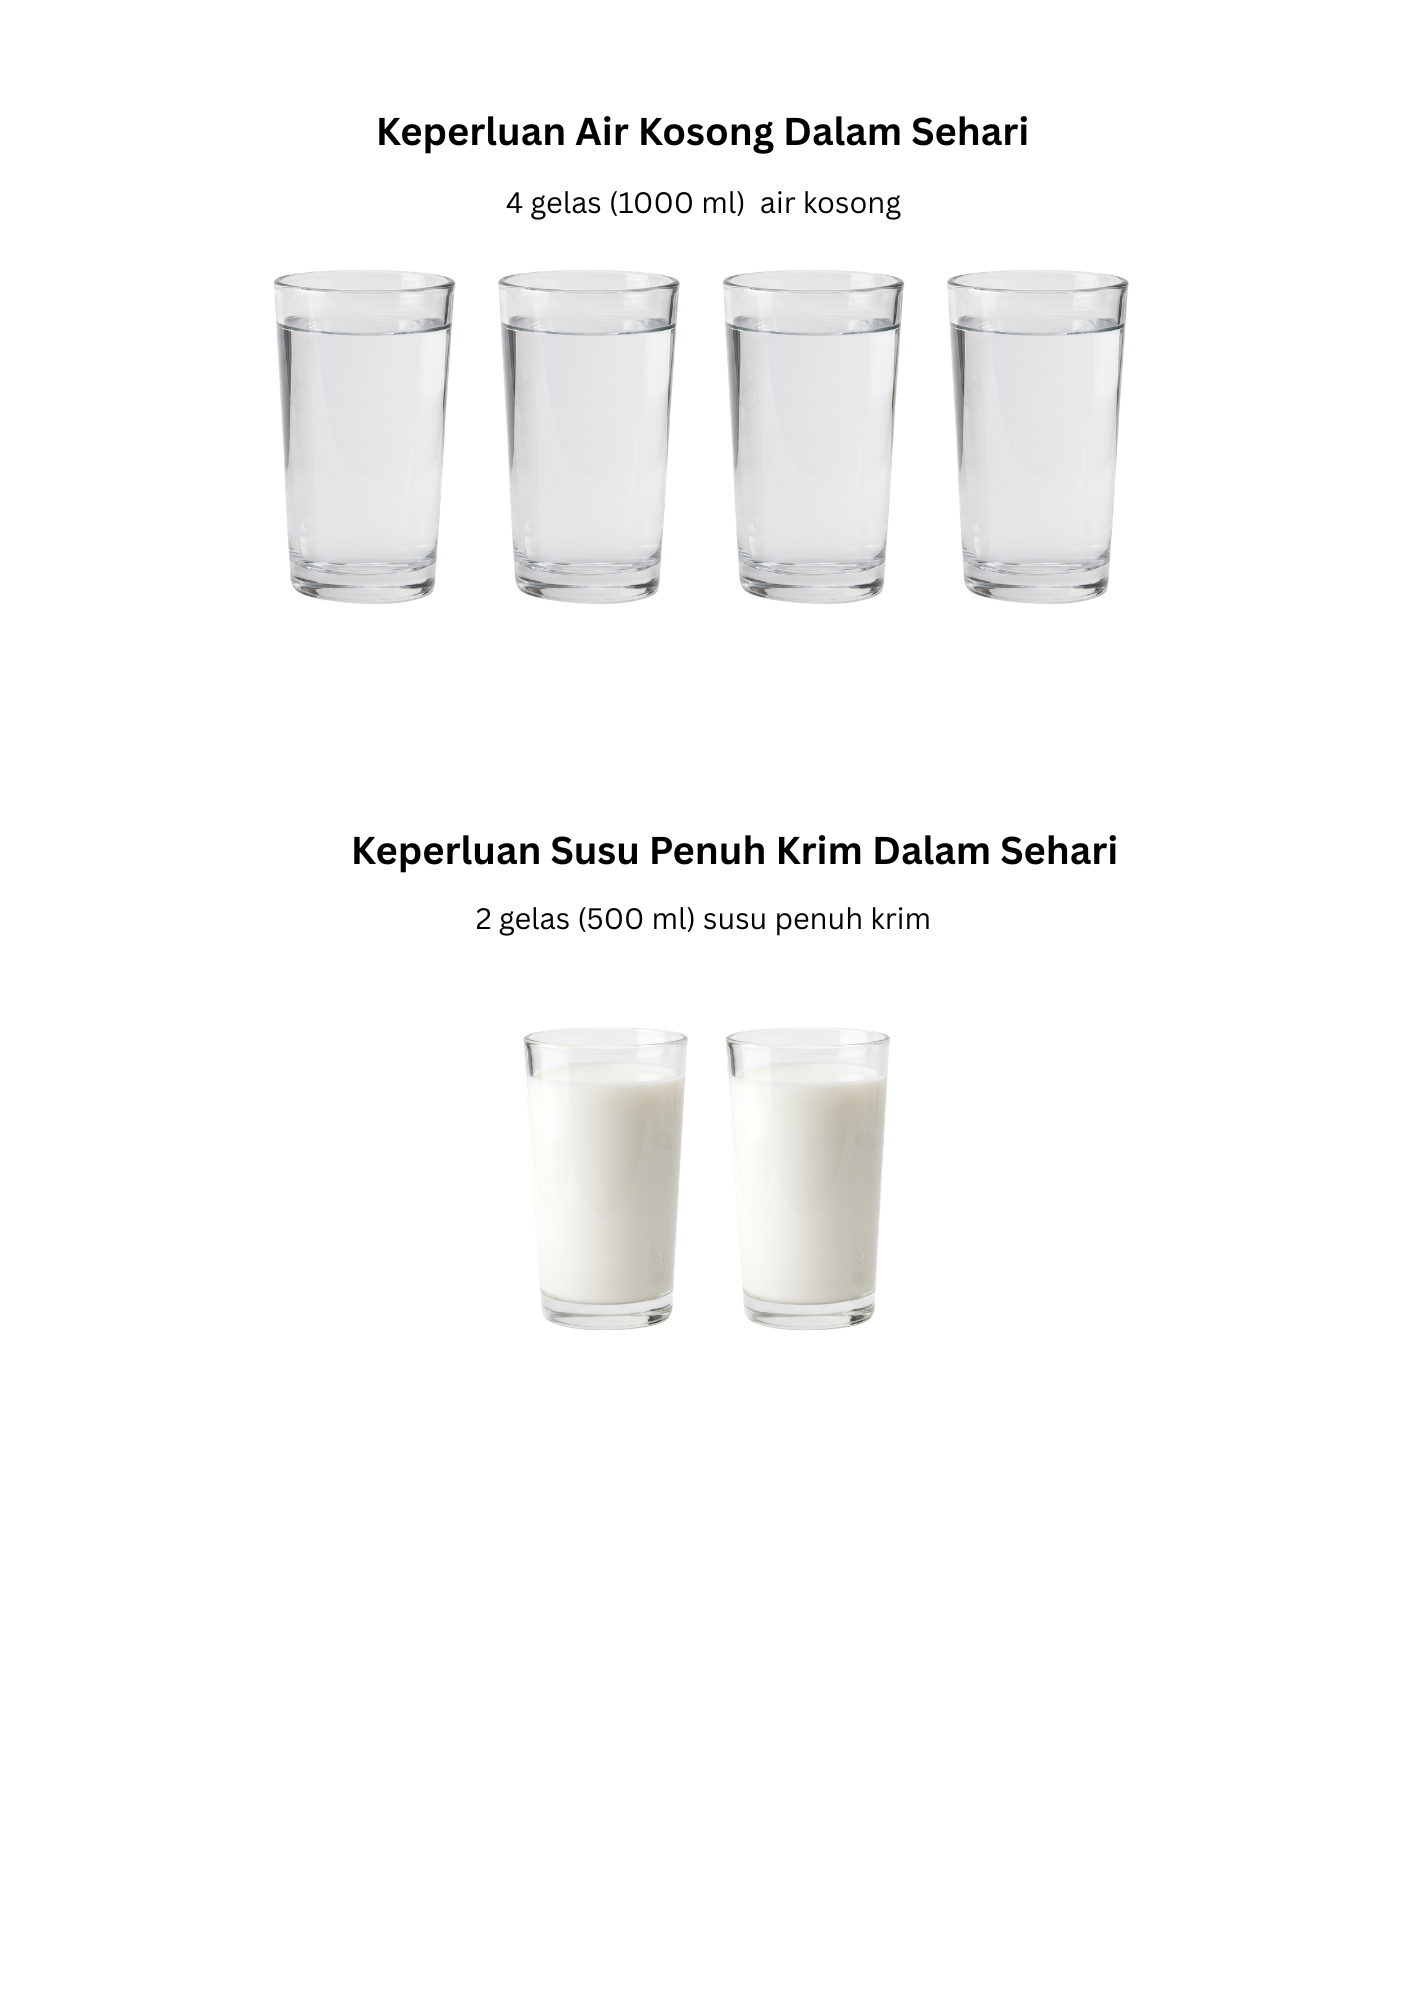 Keperluan Air Kosong Dalam Sehari
4 gelas (1000 ml)  air kosong
Keperluan Susu Penuh Krim Dalam Sehari
2 gelas (500 ml) susu penuh krim